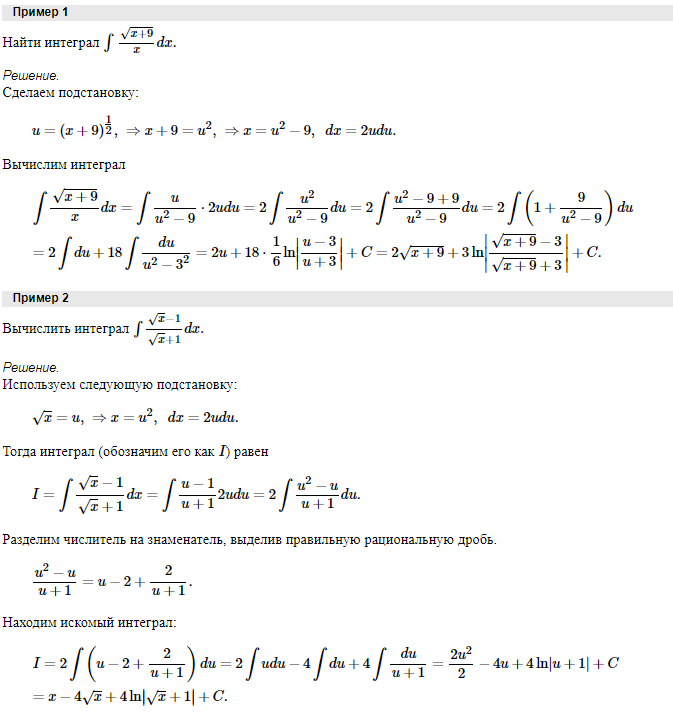 Пример 1
Найти интеграл ∫ √(x+9)/x dx.
Решение.
Сделаем подстановку:
u = (x + 9)^(1/2), ⇒ x + 9 = u², ⇒ x = u² − 9, dx = 2udu.
Вычислим интеграл
∫ √(x + 9)/x dx = ∫ u/(u² − 9) · 2udu = 2 ∫ u²/(u² − 9) du = 2 ∫ (u² − 9 + 9)/(u² − 9) du = 2 ∫ (1 + 9/(u² − 9)) du
= 2 ∫ du + 18 ∫ du/(u² − 3²) = 2u + 18 · 1/6 ln|(u − 3)/(u + 3)| + C = 2√(x + 9) + 3 ln|(√(x + 9) − 3)/(√(x + 9) + 3)| + C.
Пример 2
Вычислить интеграл ∫ (√x−1)/(√x+1) dx.
Решение.
Используем следующую подстановку:
√x = u, ⇒ x = u², dx = 2udu.
Тогда интеграл (обозначим его как I) равен
I = ∫ (√x − 1)/(√x + 1) dx = ∫ (u − 1)/(u + 1) 2udu = 2 ∫ (u² − u)/(u + 1) du.
Разделим числитель на знаменатель, выделив правильную рациональную дробь.
(u² − u)/(u + 1) = u − 2 + 2/(u + 1).
Находим искомый интеграл:
I = 2 ∫ (u − 2 + 2/(u + 1)) du = 2 ∫ udu − 4 ∫ du + 4 ∫ du/(u + 1) = 2u²/2 − 4u + 4 ln|u + 1| + C
= x − 4√x + 4 ln|√x + 1| + C.